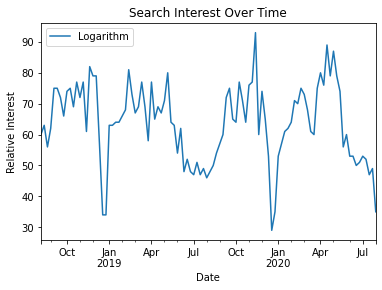 Search Interest Over Time
Logarithm
Relative Interest
90
80
70
60
50
40
30
Oct Jan Apr Jul Oct Jan Apr Jul
2019 2020
Date